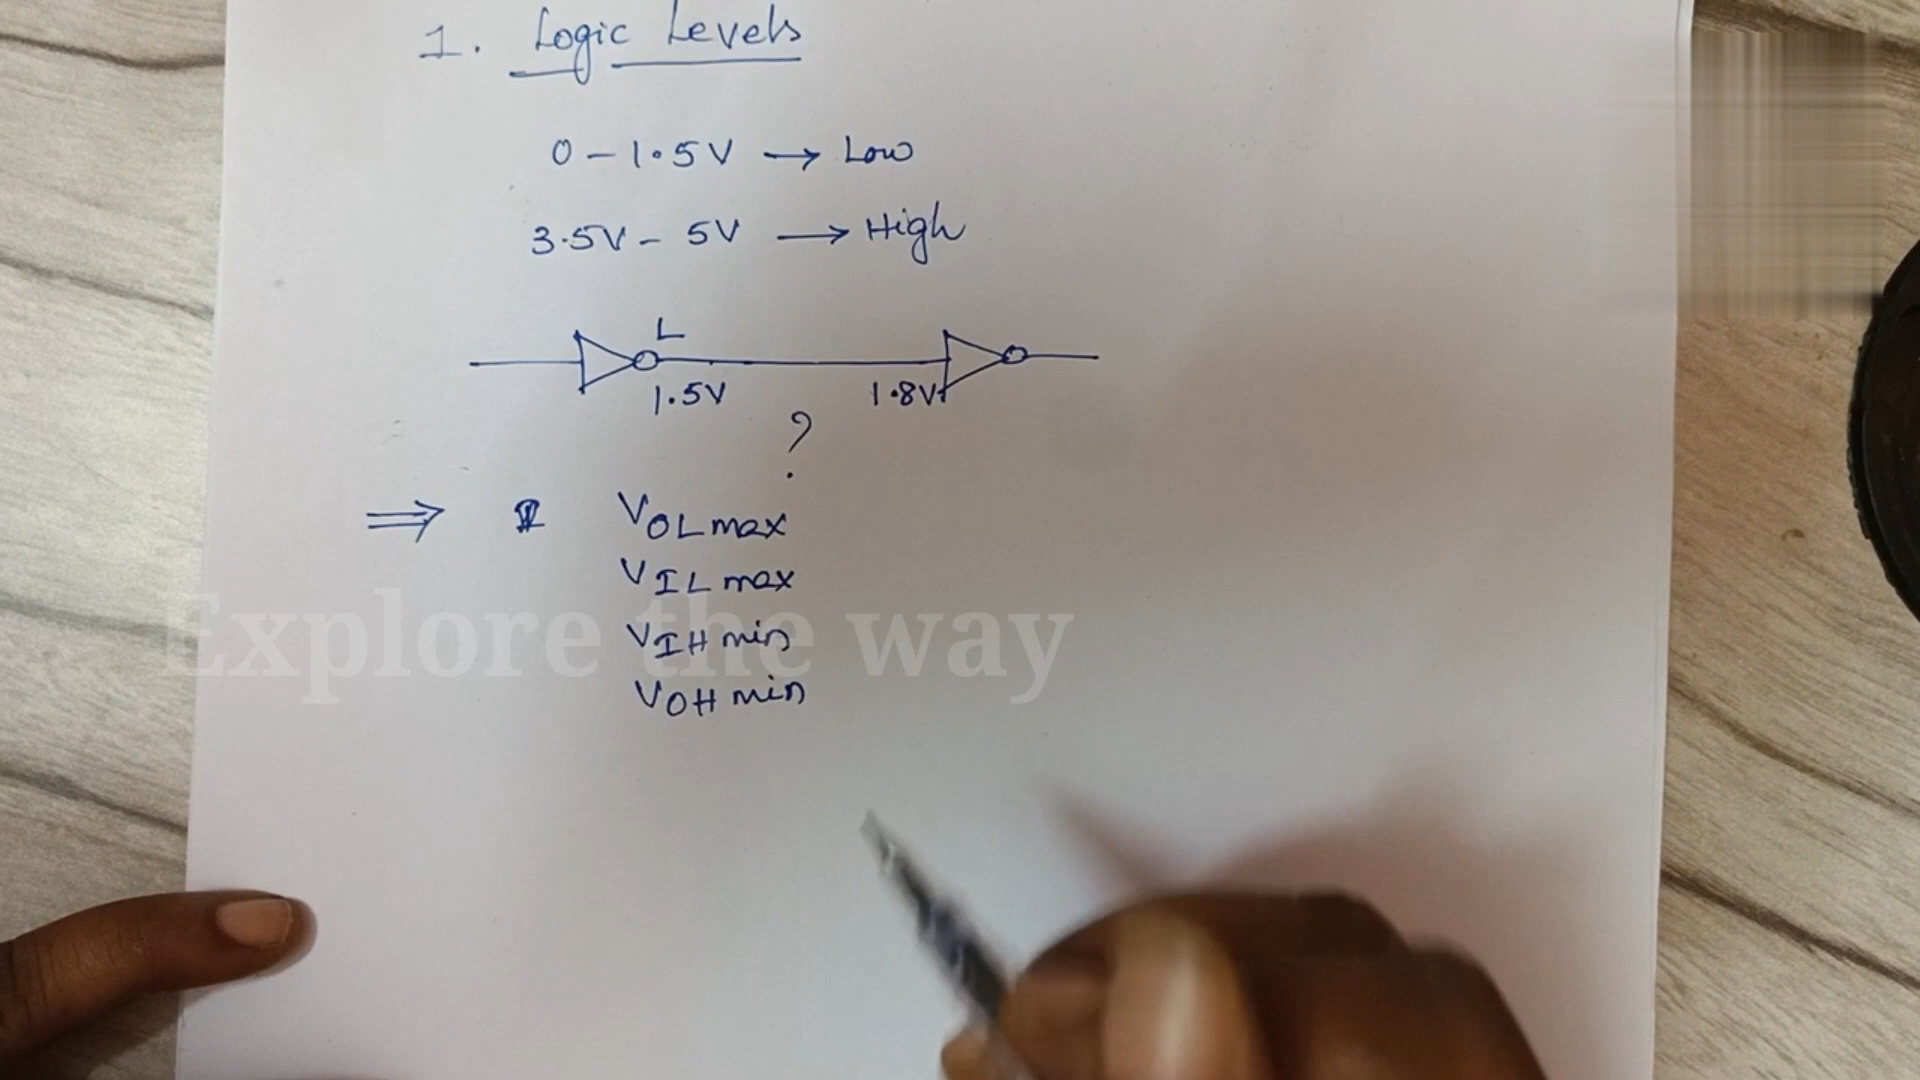 1. Logic Levels
0 - 1.5V → Low
3.5V - 5V → High
L
1.5V 1.8V
?
⇒ VOLmax
VILmax
VIHmin
VOHmin
Explore the way